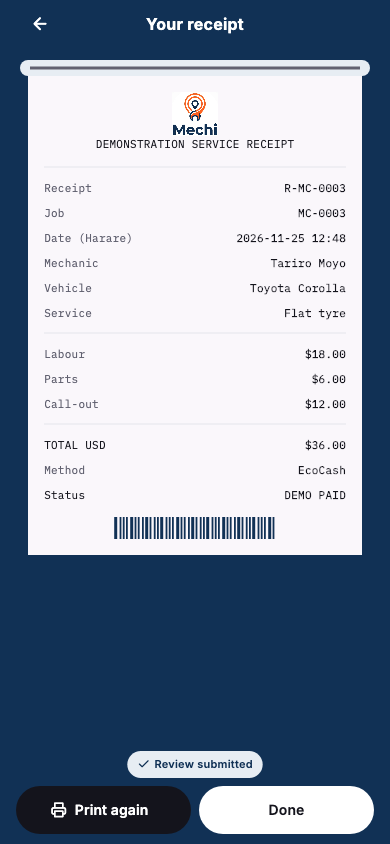 Your receipt
Mechi
DEMONSTRATION SERVICE RECEIPT
Receipt R-MC-0003
Job MC-0003
Date (Harare) 2026-11-25 12:48
Mechanic Tariro Moyo
Vehicle Toyota Corolla
Service Flat tyre
Labour $18.00
Parts $6.00
Call-out $12.00
TOTAL USD $36.00
Method EcoCash
Status DEMO PAID
Review submitted
Print again
Done